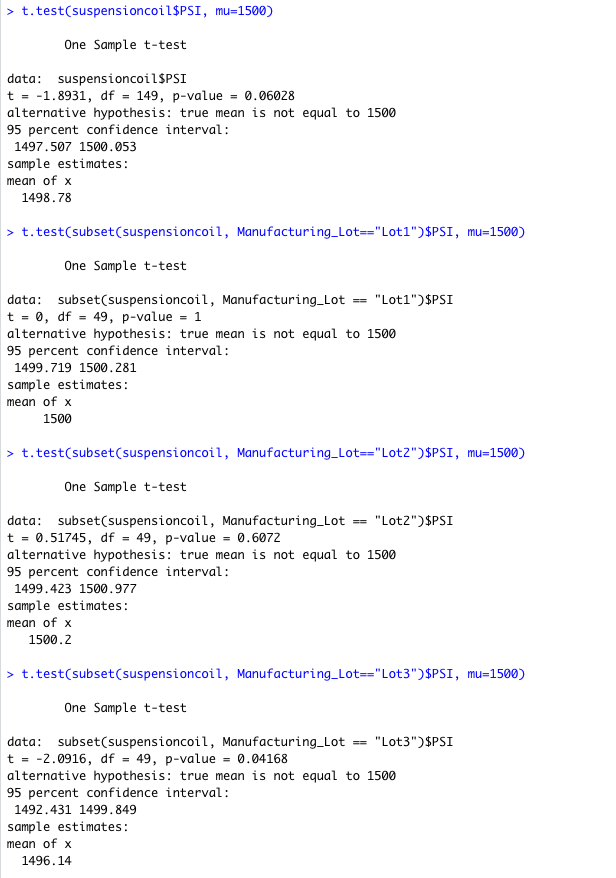 > t.test(suspensioncoil$PSI, mu=1500)
One Sample t-test
data:  suspensioncoil$PSI
t = -1.8931, df = 149, p-value = 0.06028
alternative hypothesis: true mean is not equal to 1500
95 percent confidence interval:
1497.507 1500.053
sample estimates:
mean of x
1498.78
> t.test(subset(suspensioncoil, Manufacturing_Lot=="Lot1")$PSI, mu=1500)
One Sample t-test
data:  subset(suspensioncoil, Manufacturing_Lot == "Lot1")$PSI
t = 0, df = 49, p-value = 1
alternative hypothesis: true mean is not equal to 1500
95 percent confidence interval:
1499.719 1500.281
sample estimates:
mean of x
1500
> t.test(subset(suspensioncoil, Manufacturing_Lot=="Lot2")$PSI, mu=1500)
One Sample t-test
data:  subset(suspensioncoil, Manufacturing_Lot == "Lot2")$PSI
t = 0.51745, df = 49, p-value = 0.6072
alternative hypothesis: true mean is not equal to 1500
95 percent confidence interval:
1499.423 1500.977
sample estimates:
mean of x
1500.2
> t.test(subset(suspensioncoil, Manufacturing_Lot=="Lot3")$PSI, mu=1500)
One Sample t-test
data:  subset(suspensioncoil, Manufacturing_Lot == "Lot3")$PSI
t = -2.0916, df = 49, p-value = 0.04168
alternative hypothesis: true mean is not equal to 1500
95 percent confidence interval:
1492.431 1499.849
sample estimates:
mean of x
1496.14